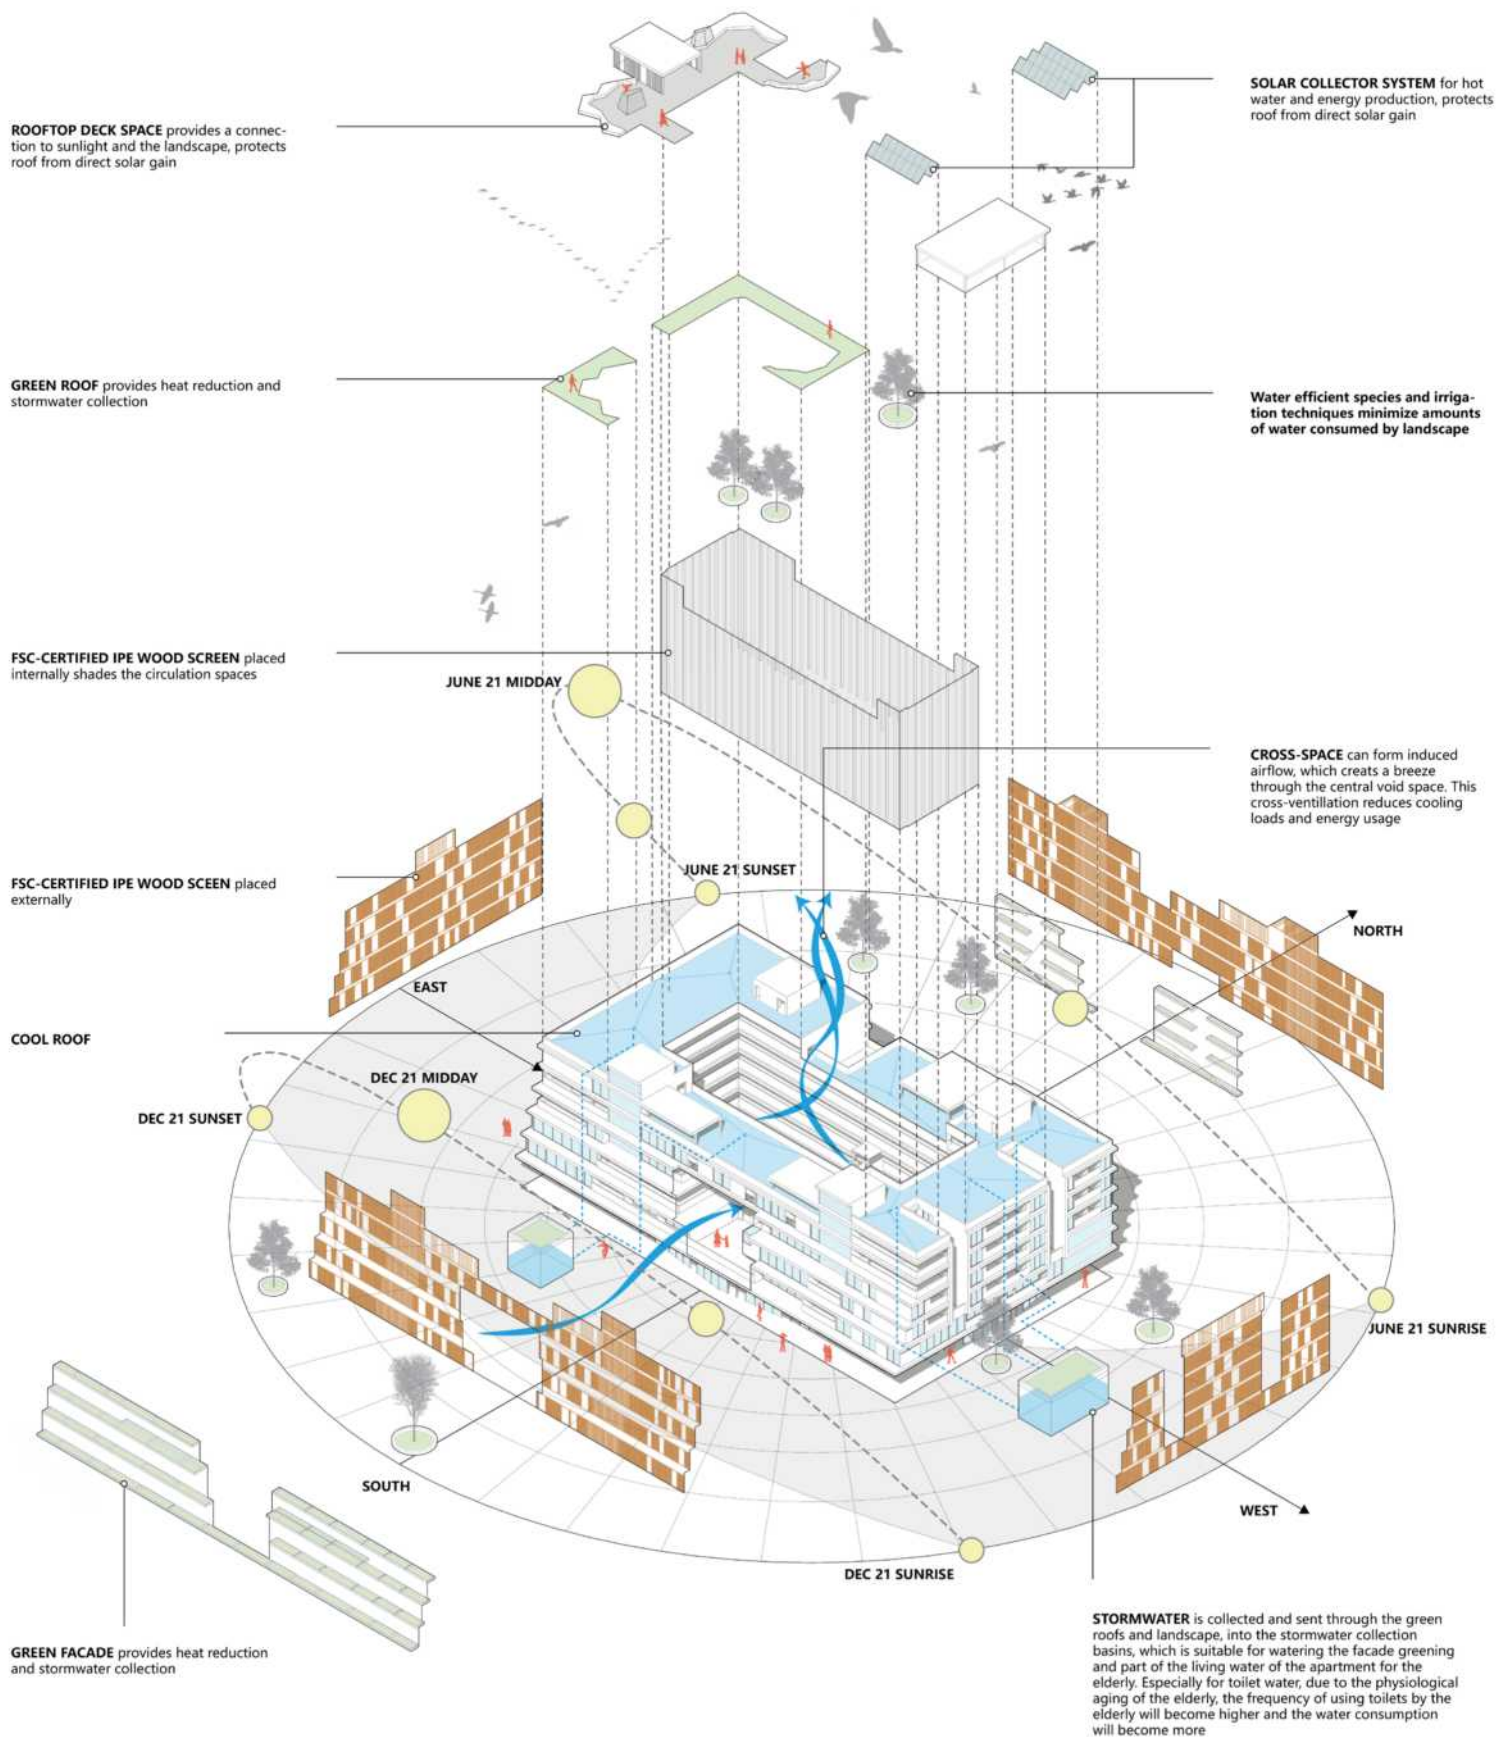 SOLAR COLLECTOR SYSTEM for hot
water and energy production, protects
roof from direct solar gain
ROOFTOP DECK SPACE provides a connec-
tion to sunlight and the landscape, protects
roof from direct solar gain
GREEN ROOF provides heat reduction and
stormwater collection
Water efficient species and irriga-
tion techniques minimize amounts
of water consumed by landscape
FSC-CERTIFIED IPE WOOD SCREEN placed
internally shades the circulation spaces
JUNE 21 MIDDAY
CROSS-SPACE can form induced
airflow, which creats a breeze
through the central void space. This
cross-ventillation reduces cooling
loads and energy usage
JUNE 21 SUNSET
FSC-CERTIFIED IPE WOOD SCEEN placed
externally
NORTH
EAST
COOL ROOF
DEC 21 MIDDAY
DEC 21 SUNSET
JUNE 21 SUNRISE
SOUTH
WEST
DEC 21 SUNRISE
GREEN FACADE provides heat reduction
and stormwater collection
STORMWATER is collected and sent through the green
roofs and landscape, into the stormwater collection
basins, which is suitable for watering the facade greening
and part of the living water of the apartment for the
elderly. Especially for toilet water, due to the physiological
aging of the elderly, the frequency of using toilets by the
elderly will become higher and the water consumption
will become more